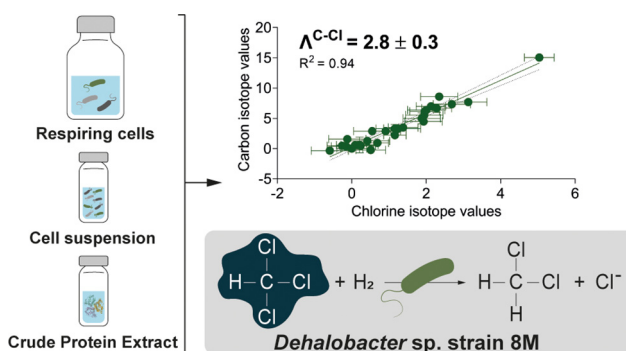 Respiring cells
Cell suspension
Crude Protein Extract
ΛC-Cl = 2.8 ± 0.3
R² = 0.94
Carbon isotope values
20
15
10
5
0
-5
-2
0
2
4
6
Chlorine isotope values
Cl
H–C–Cl + H₂
Cl
Cl
H–C–Cl + Cl⁻
H
Dehalobacter sp. strain 8M